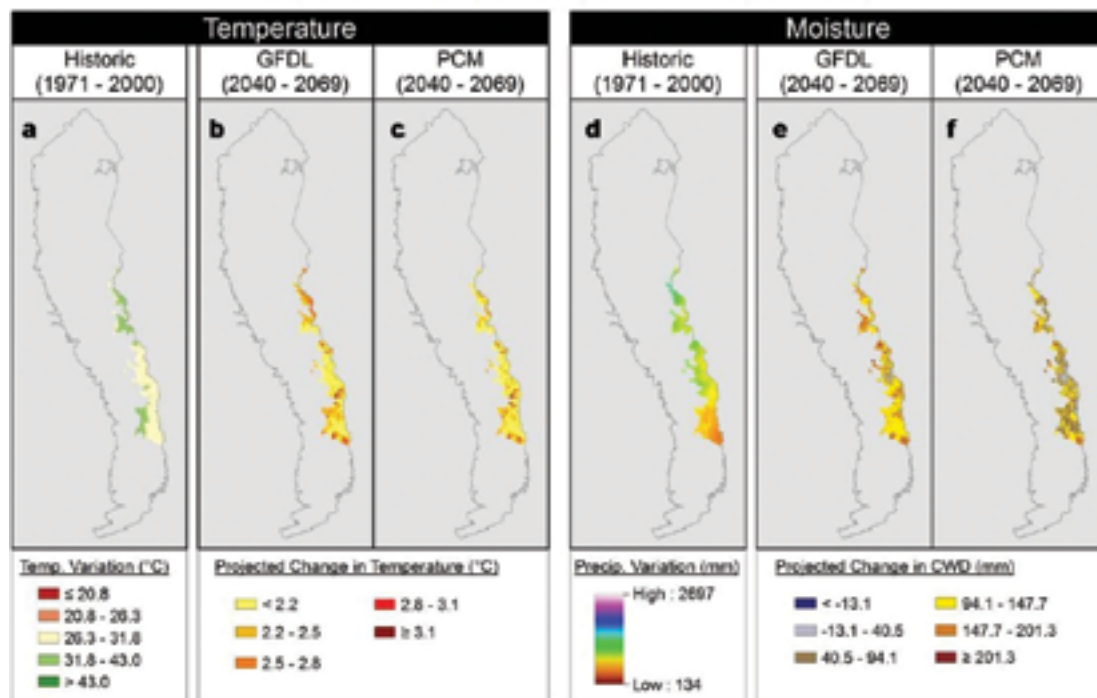 Temperature
Moisture
Historic
(1971 - 2000)
GFDL
(2040 - 2069)
PCM
(2040 - 2069)
Historic
(1971 - 2000)
GFDL
(2040 - 2069)
PCM
(2040 - 2069)
a
b
c
d
e
f
Temp. Variation (°C)
≤ 20.8
20.8 - 26.3
26.3 - 31.8
31.8 - 43.0
> 43.0
Projected Change in Temperature (°C)
< 2.2
2.2 - 2.5
2.5 - 2.8
2.8 - 3.1
≥ 3.1
Precip. Variation (mm)
High : 2697
Low : 134
Projected Change in CWD (mm)
< -13.1
-13.1 - 40.5
40.5 - 94.1
94.1 - 147.7
147.7 - 201.3
≥ 201.3